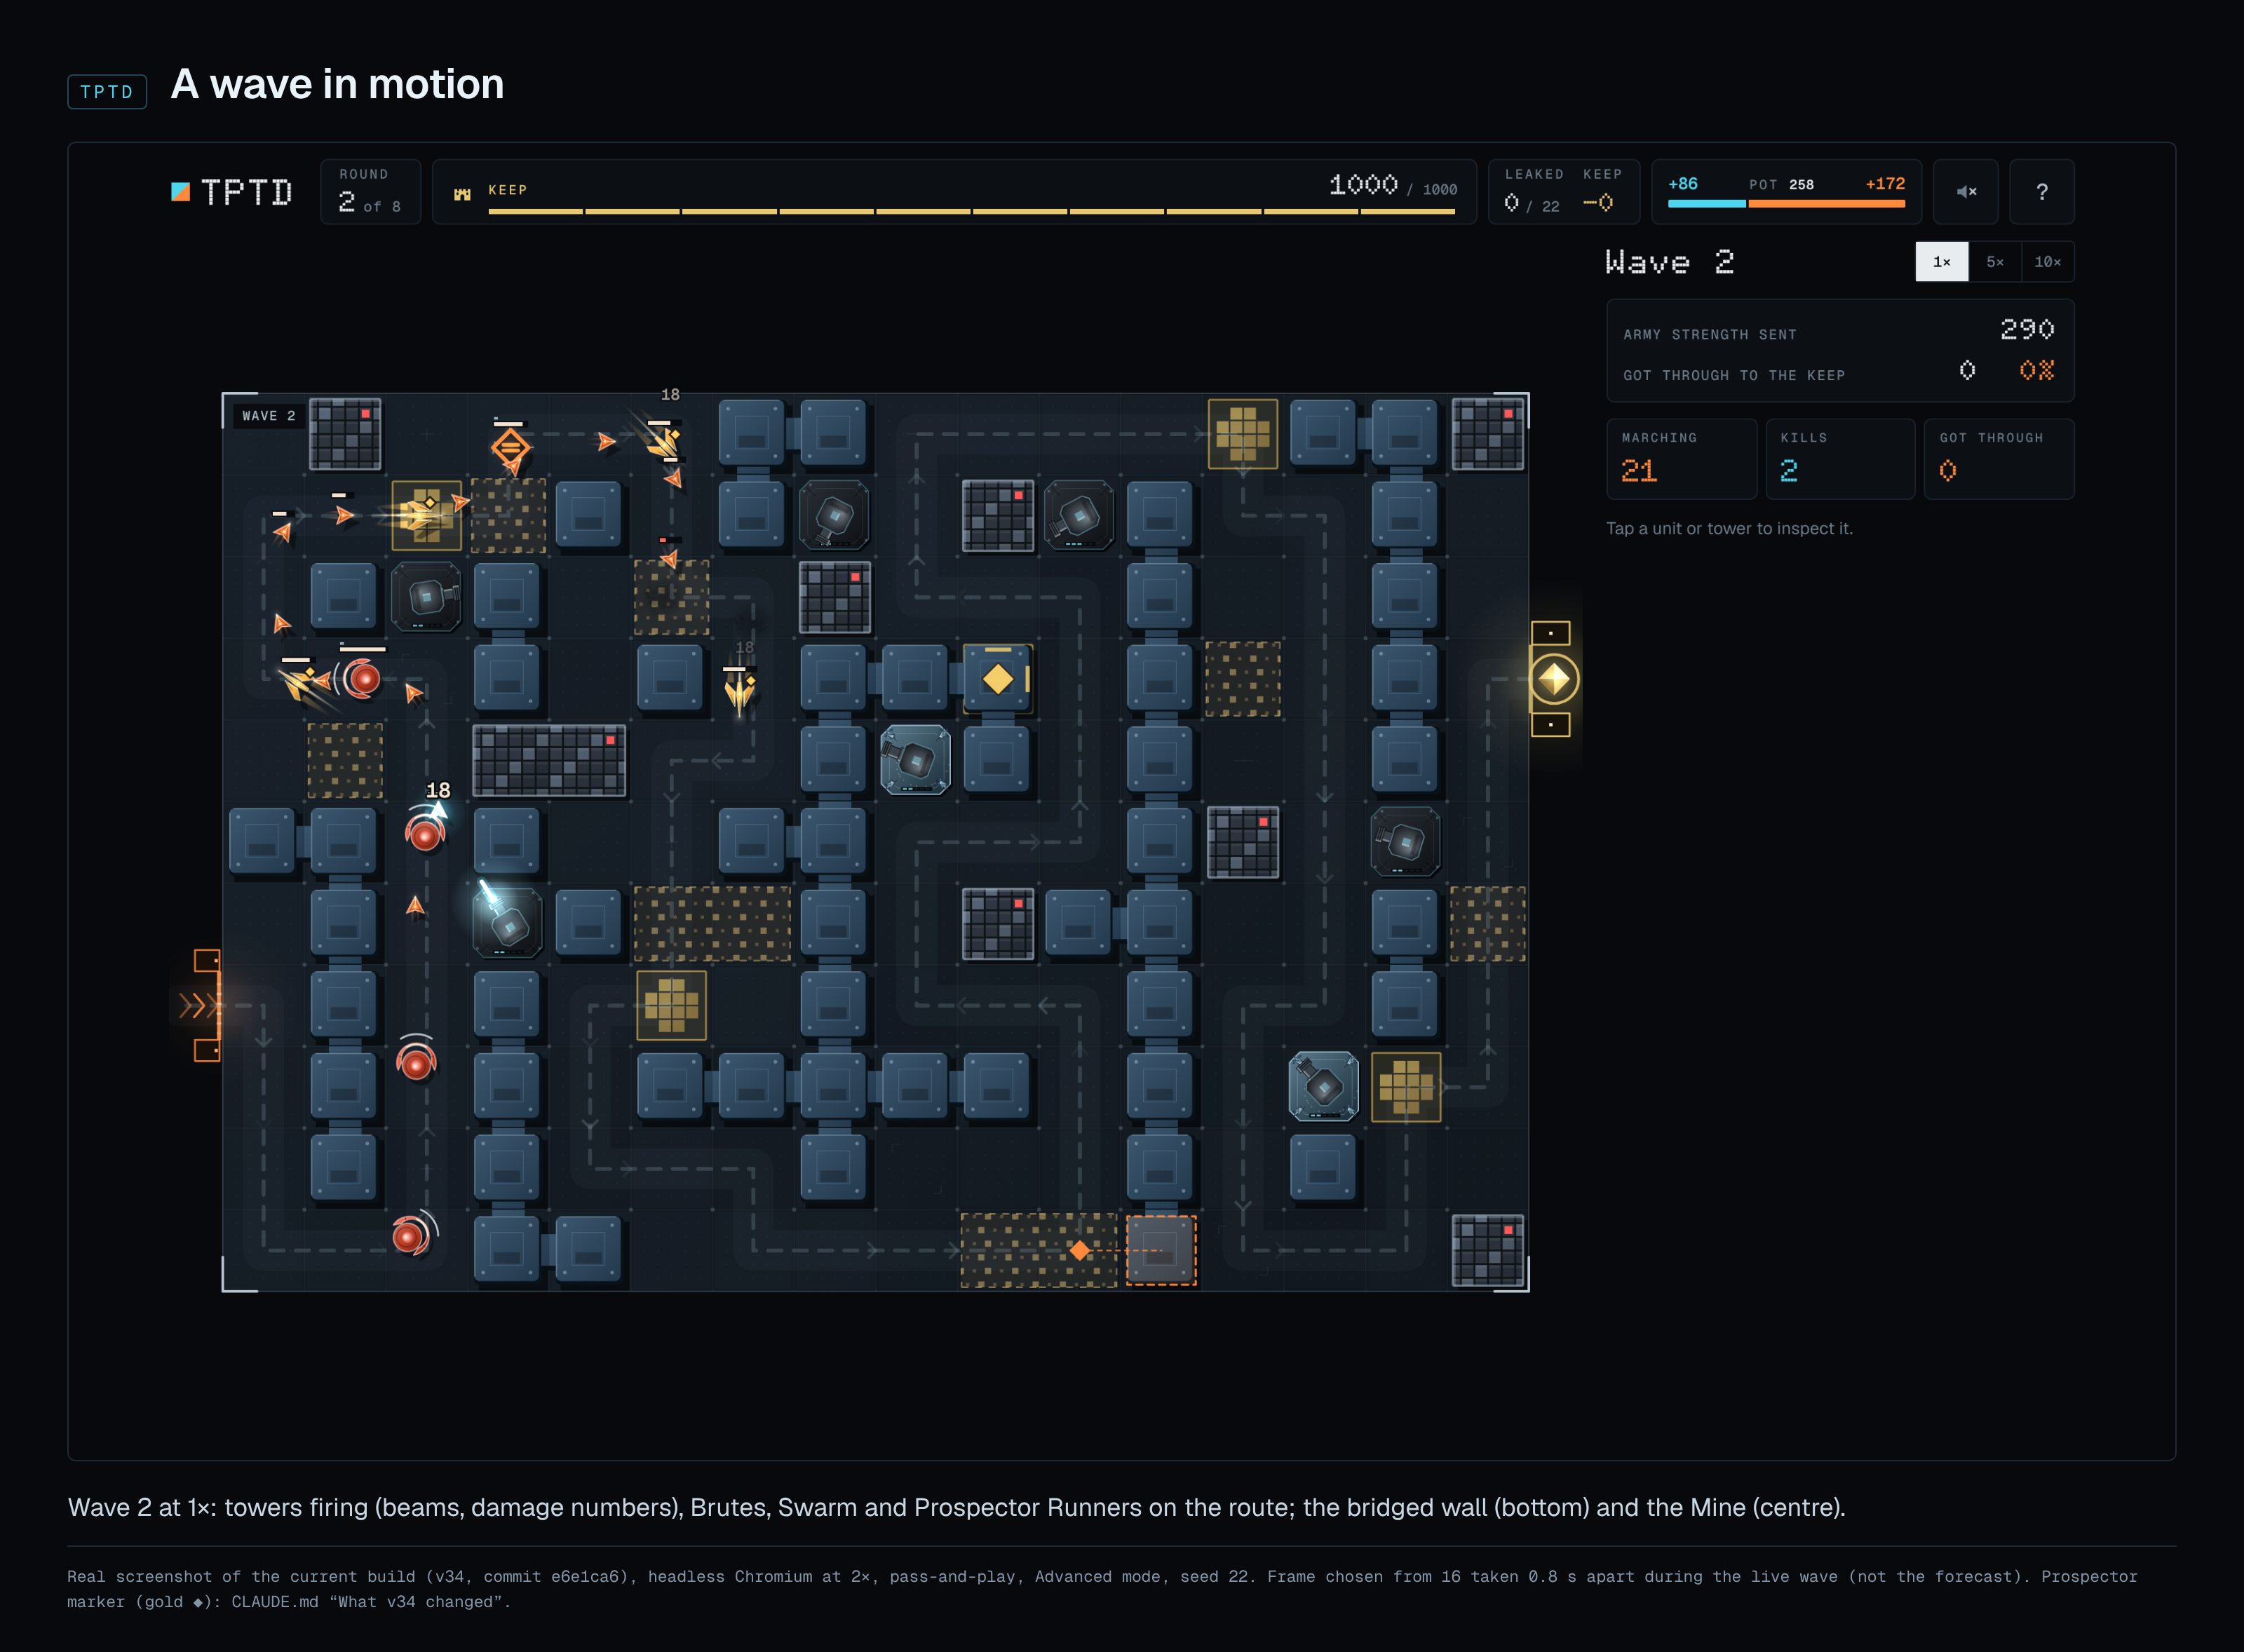 TPTD A wave in motion
TPTD
ROUND
2 of 8
KEEP
1000 / 1000
LEAKED KEEP
0 / 22 −0
+86 POT 258 +172
?
Wave 2
1× 5× 10×
ARMY STRENGTH SENT 290
GOT THROUGH TO THE KEEP 0 0%
MARCHING KILLS GOT THROUGH
21 2 0
Tap a unit or tower to inspect it.
WAVE 2
18
18
18
Wave 2 at 1×: towers firing (beams, damage numbers), Brutes, Swarm and Prospector Runners on the route; the bridged wall (bottom) and the Mine (centre).
Real screenshot of the current build (v34, commit e6e1ca6), headless Chromium at 2×, pass-and-play, Advanced mode, seed 22. Frame chosen from 16 taken 0.8 s apart during the live wave (not the forecast). Prospector
marker (gold ◆): CLAUDE.md “What v34 changed”.